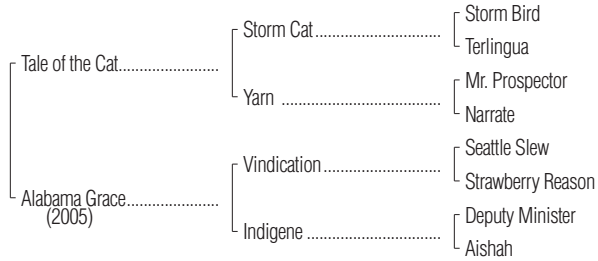 Storm Bird
Storm Cat........................................
Terlingua
Tale of the Cat.......................
Mr. Prospector
Yarn .....................................
Narrate
Seattle Slew
Vindication...........................
Strawberry Reason
Alabama Grace.....................
(2005)
Deputy Minister
Indigene ...............................
Aishah